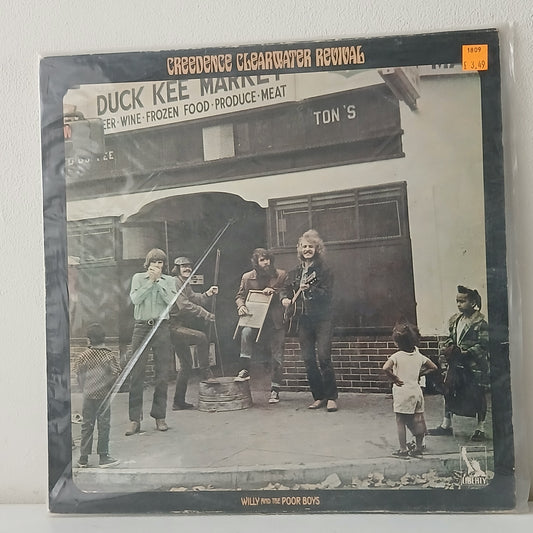 CREEDENCE CLEARWATER REVIVAL
1809
£ 3.49
DUCK KEE MARKET
BEER·WINE·FROZEN FOOD·PRODUCE·MEAT
TON'S
WILLY AND THE POOR BOYS
LIBERTY